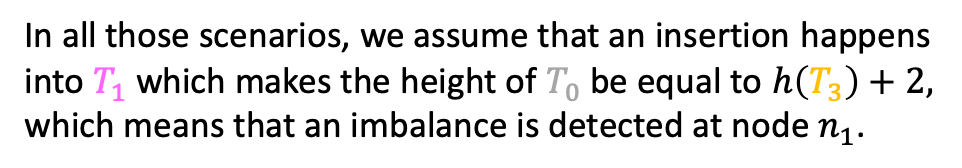 In all those scenarios, we assume that an insertion happens
into T₁ which makes the height of T₀ be equal to h(T₃) + 2,
which means that an imbalance is detected at node n₁.